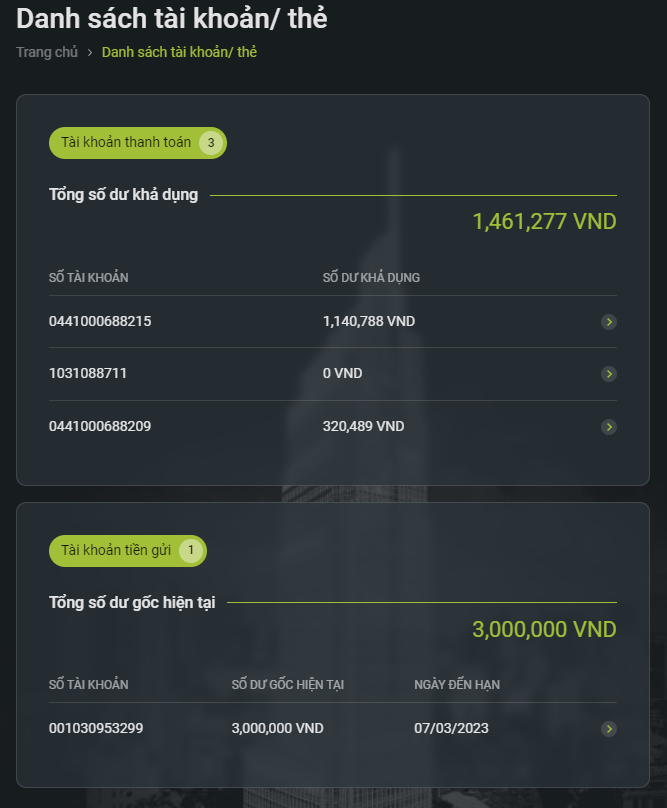 Danh sách tài khoản/ thẻ
Trang chủ > Danh sách tài khoản/ thẻ
Tài khoản thanh toán 3
Tổng số dư khả dụng
1,461,277 VND
SỐ TÀI KHOẢN SỐ DƯ KHẢ DỤNG
0441000688215 1,140,788 VND
1031088711 0 VND
0441000688209 320,489 VND
Tài khoản tiền gửi 1
Tổng số dư gốc hiện tại
3,000,000 VND
SỐ TÀI KHOẢN SỐ DƯ GỐC HIỆN TẠI NGÀY ĐẾN HẠN
001030953299 3,000,000 VND 07/03/2023